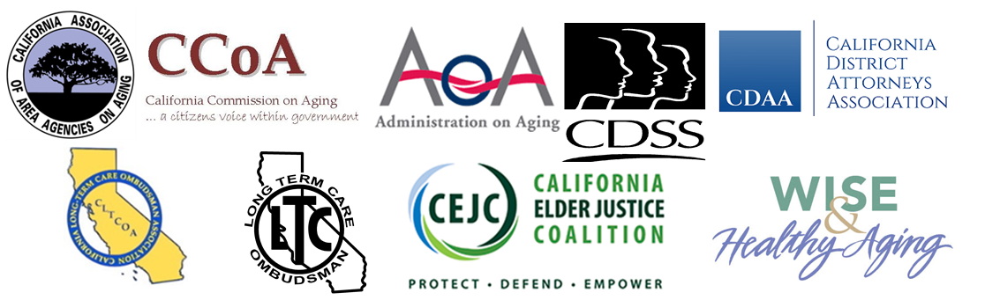 CALIFORNIA ASSOCIATION
OF AREA AGENCIES ON AGING
CCoA
California Commission on Aging
... a citizens voice within government
AoA
Administration on Aging
CDSS
CDAA
CALIFORNIA
DISTRICT
ATTORNEYS
ASSOCIATION
CALIFORNIA LONG-TERM CARE OMBUDSMAN ASSOCIATION
CLTCOA
LONG TERM CARE
LTC
OMBUDSMAN
CEJC
CALIFORNIA
ELDER JUSTICE
COALITION
PROTECT • DEFEND • EMPOWER
WISE
&
Healthy Aging